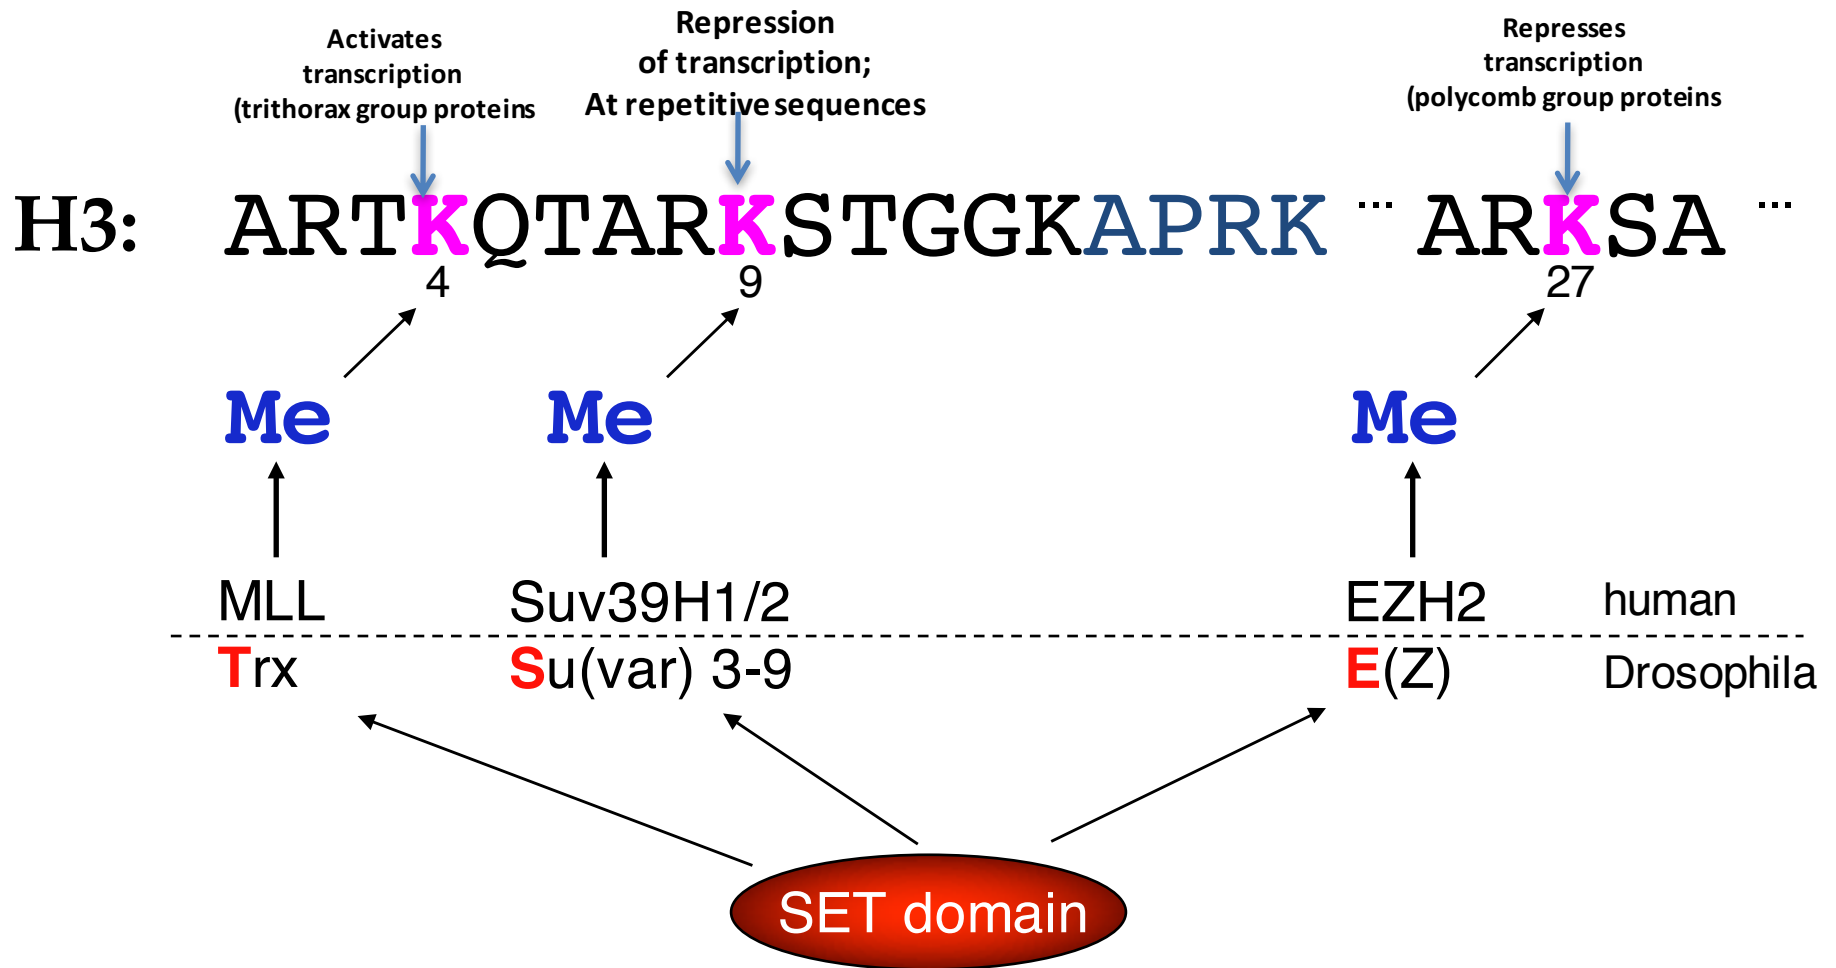 Activates
transcription
(trithorax group proteins
Repression
of transcription;
At repetitive sequences
Represses
transcription
(polycomb group proteins
H3: ARTKQTARKSTGGKAPRK ... ARKSA ...
4 9 27
Me Me Me
MLL Suv39H1/2 EZH2 human
Trx Su(var) 3-9 E(Z) Drosophila
SET domain